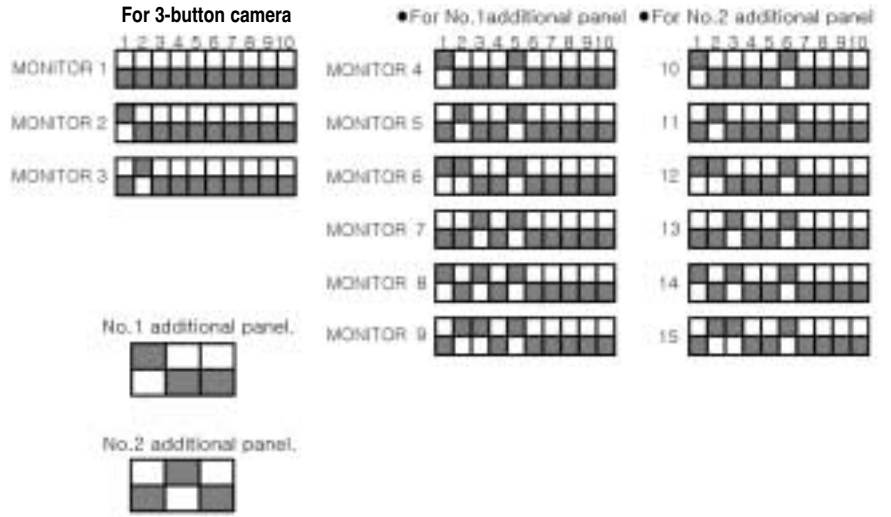 For 3-button camera
1 2 3 4 5 6 7 8 9 10
MONITOR 1
MONITOR 2
MONITOR 3
No.1 additional panel.
No.2 additional panel.
●For No.1additional panel
1 2 3 4 5 6 7 8 9 10
MONITOR 4
MONITOR 5
MONITOR 6
MONITOR 7
MONITOR 8
MONITOR 9
●For No.2 additional panel
1 2 3 4 5 6 7 8 9 10
10
11
12
13
14
15